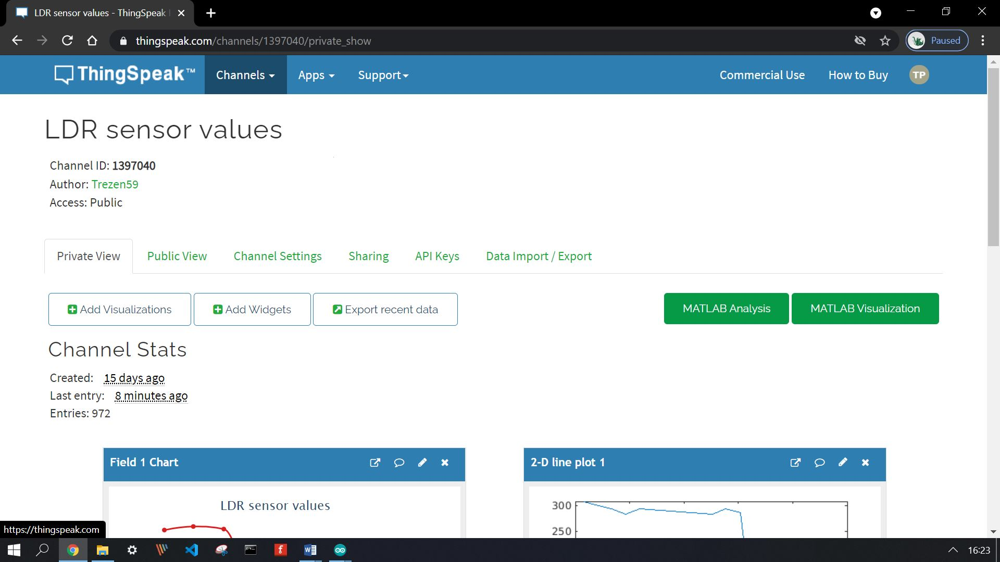 LDR sensor values - ThingSpeak
thingspeak.com/channels/1397040/private_show
Paused
ThingSpeak™
Channels
Apps
Support
Commercial Use
How to Buy
TP
LDR sensor values
Channel ID: 1397040
Author: Trezen59
Access: Public
Private View
Public View
Channel Settings
Sharing
API Keys
Data Import / Export
Add Visualizations
Add Widgets
Export recent data
MATLAB Analysis
MATLAB Visualization
Channel Stats
Created: 15 days ago
Last entry: 8 minutes ago
Entries: 972
Field 1 Chart
LDR sensor values
2-D line plot 1
300
250
https://thingspeak.com
16:23